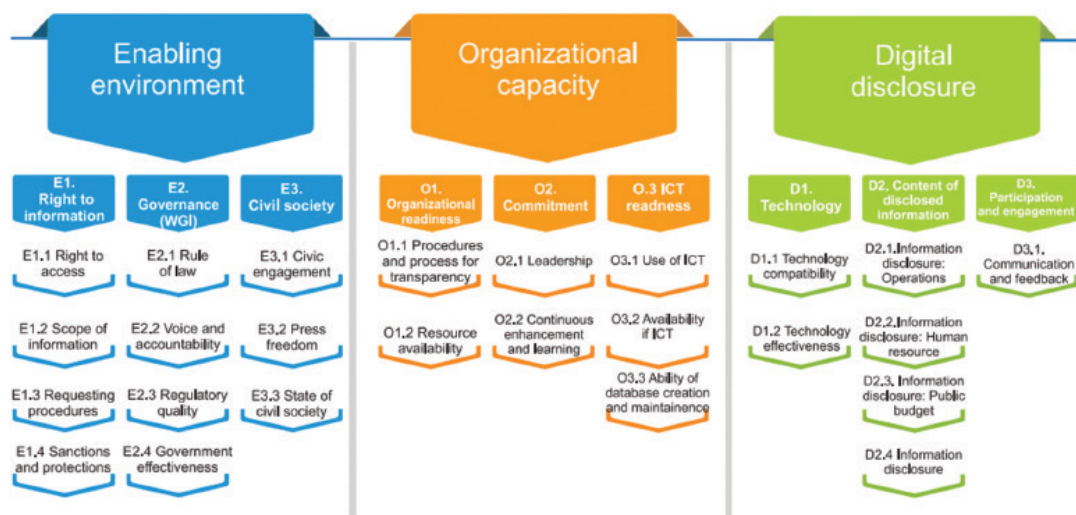 Enabling
environment
Organizational
capacity
Digital
disclosure
E1.
Right to
information
E2.
Governance
(WGI)
E3.
Civil society
O1.
Organizational
readiness
O2.
Commitment
O.3 ICT
readiness
D1.
Technology
D2. Content of
disclosed
information
D3.
Participation
and engagement
E1.1 Right to
access
E2.1 Rule
of law
E3.1 Civic
engagement
O1.1 Procedures
and process for
transparency
O2.1 Leadership
O3.1 Use of ICT
D1.1 Technology
compatibility
D2.1.Information
disclosure:
Operations
D3.1.
Communication
and feedback
E1.2 Scope of
information
E2.2 Voice and
accountability
E3.2 Press
freedom
O1.2 Resource
availability
O2.2 Continuous
enhancement
and learning
O3.2 Availability
if ICT
D1.2 Technology
effectiveness
D2.2.Information
disclosure: Human
resource
E1.3 Requesting
procedures
E2.3 Regulatory
quality
E3.3 State of
civil society
O3.3 Ability of
database creation
and maintainence
D2.3. Information
disclosure: Public
budget
E1.4 Sanctions
and protections
E2.4 Government
effectiveness
D2.4 Information
disclosure